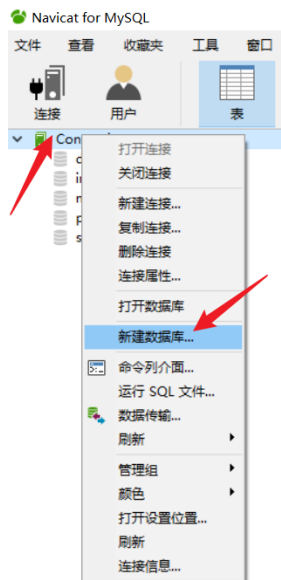 Navicat for MySQL
文件 查看 收藏夹 工具 窗口
连接 用户 表
Con
打开连接
关闭连接
新建连接...
复制连接...
删除连接
连接属性...
打开数据库
新建数据库...
命令列介面...
运行 SQL 文件...
数据传输...
刷新
管理组
颜色
打开设置位置...
刷新
连接信息...